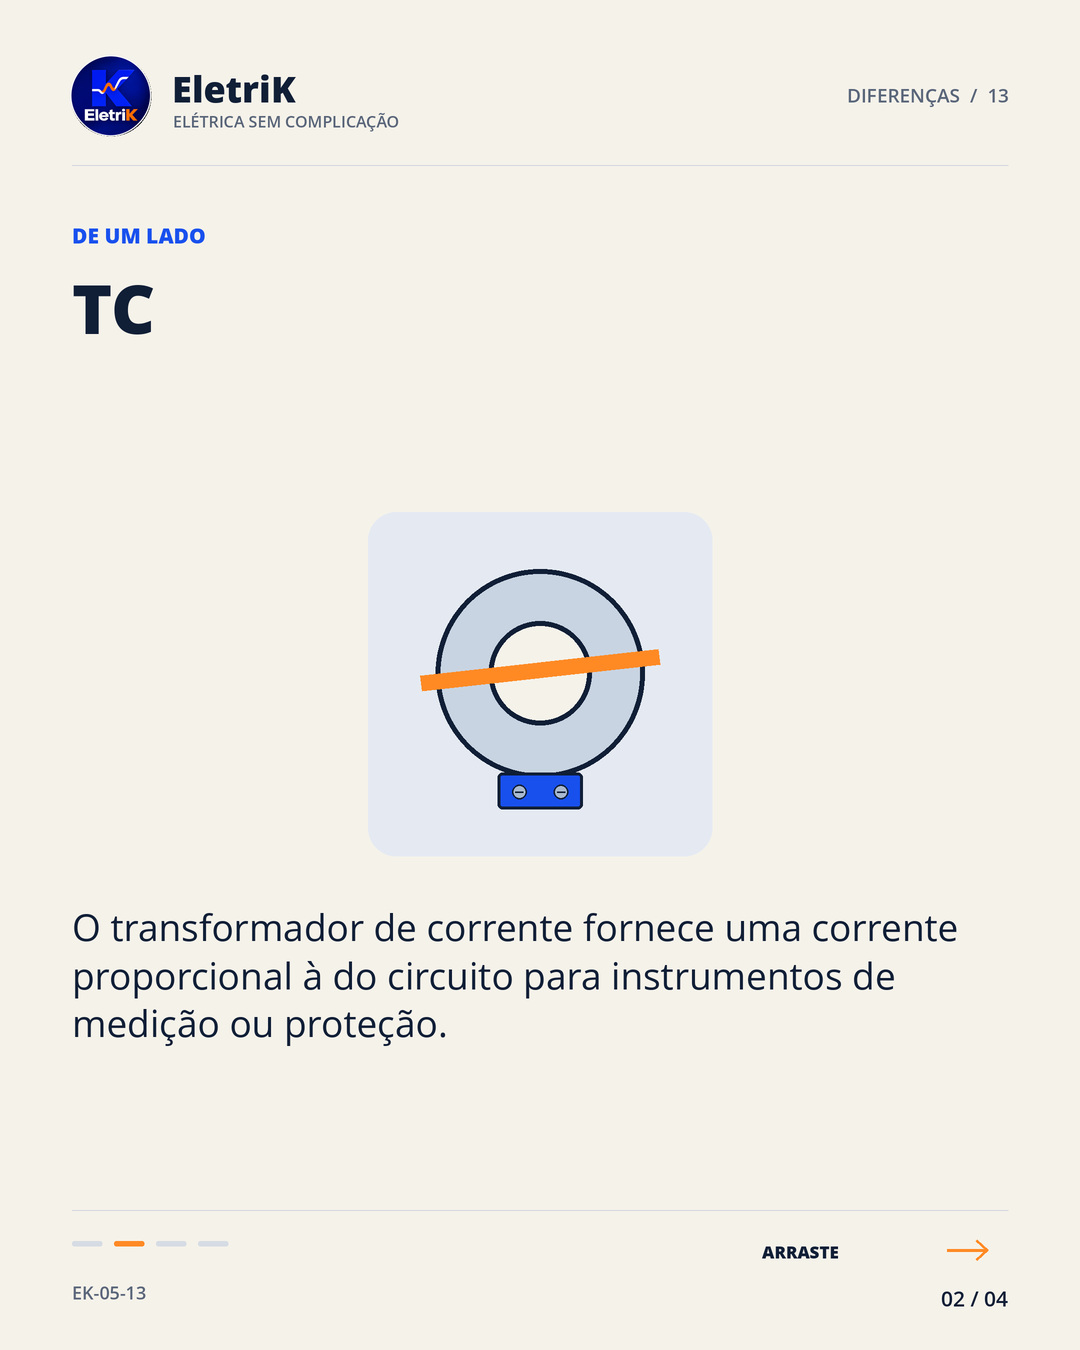 EletriK
EletriK
ELÉTRICA SEM COMPLICAÇÃO
DIFERENÇAS / 13
DE UM LADO
TC
O transformador de corrente fornece uma corrente
proporcional à do circuito para instrumentos de
medição ou proteção.
ARRASTE
EK-05-13
02 / 04